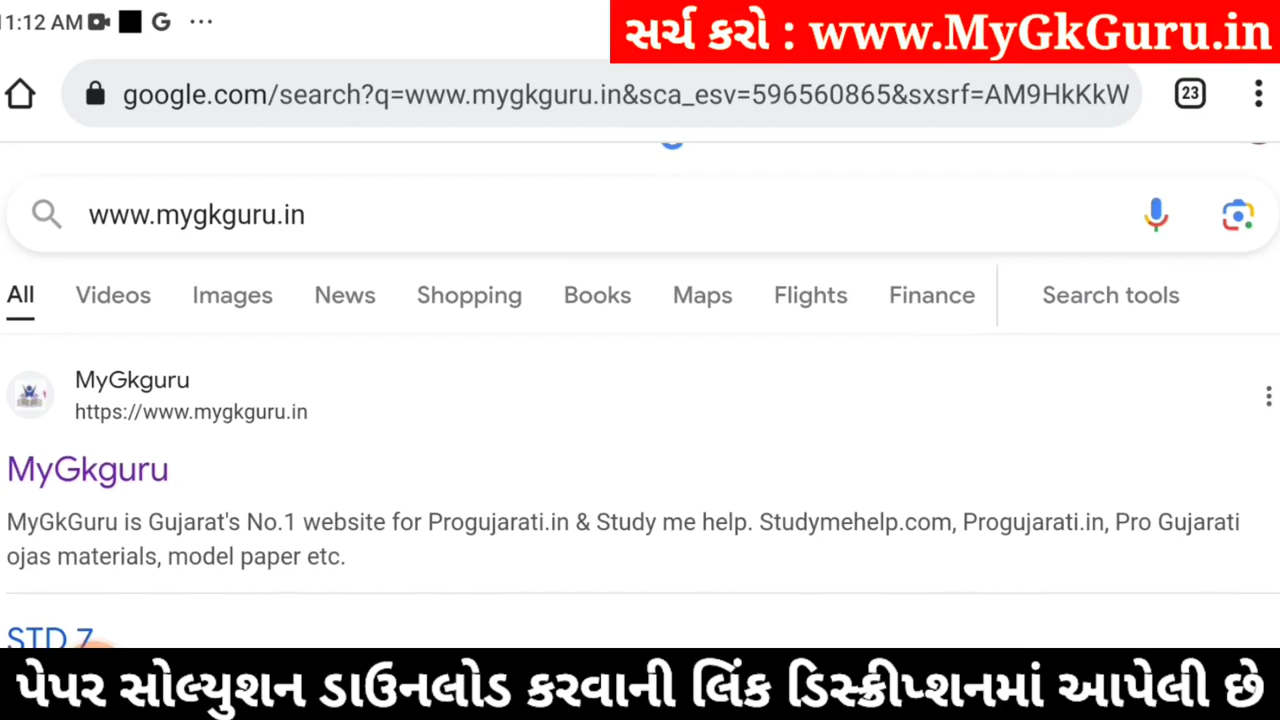 11:12 AM
સર્ચ કરો : www.MyGkGuru.in
google.com/search?q=www.mygkguru.in&sca_esv=596560865&sxsrf=AM9HkKkW
23
www.mygkguru.in
All Videos Images News Shopping Books Maps Flights Finance Search tools
MyGkguru
https://www.mygkguru.in
MyGkguru
MyGkGuru is Gujarat's No.1 website for Progujarati.in & Study me help. Studymehelp.com, Progujarati.in, Pro Gujarati
ojas materials, model paper etc.
STD 7
પેપર સોલ્યુશન ડાઉનલોડ કરવાની લિંક ડિસ્ક્રીપ્શનમાં આપેલી છે